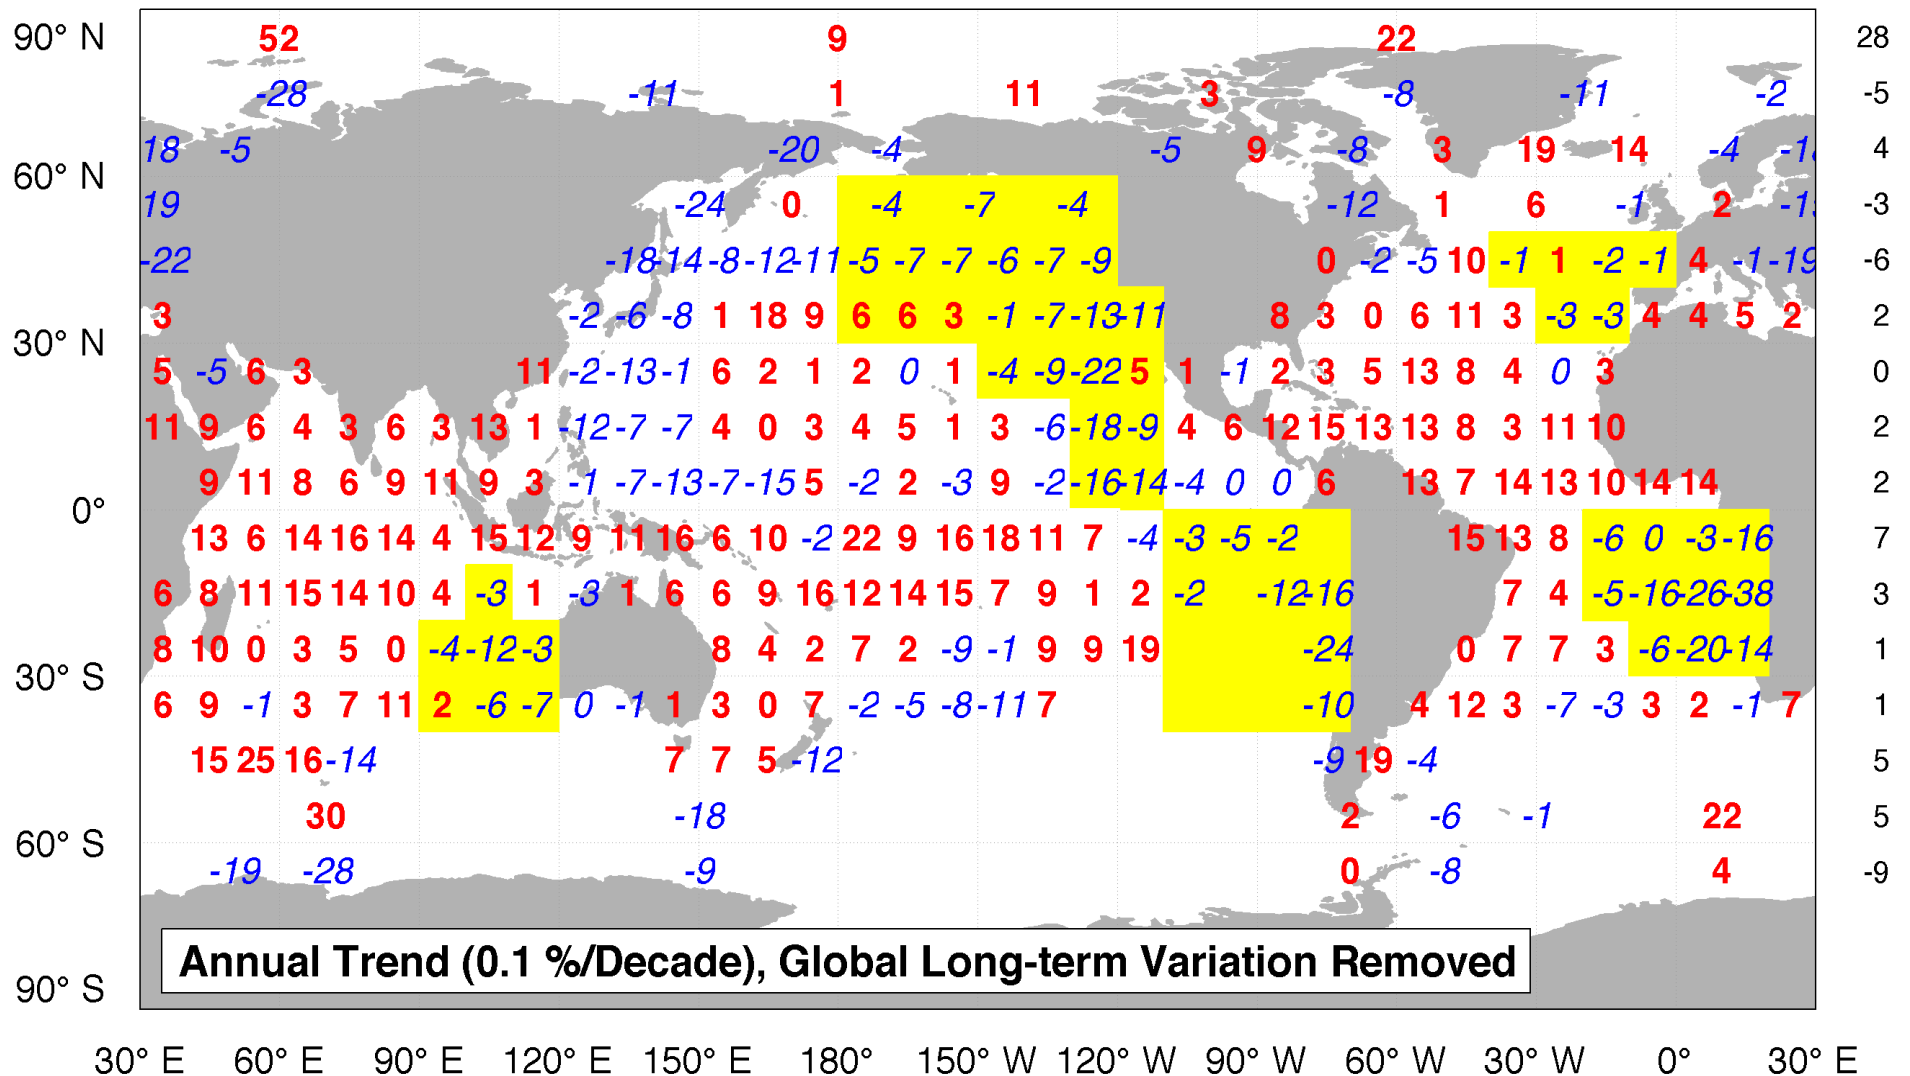 90° N 52 9 22 28
-28 -11 1 11 3 -8 -11 -2 -5
18 -5 -20 -4 -5 9 -8 3 19 14 -4 4
60° N
19 -24 0 -4 -7 -4 -12 1 6 -1 2 -3
-22 -18 -14 -8 -12 -11 -5 -7 -7 -6 -7 -9 0 -2 -5 10 -1 1 -2 -1 4 -1 -19 -6
3 -2 -6 -8 1 18 9 6 6 3 -1 -7 -13 -11 8 3 0 6 11 3 -3 -3 4 4 5 2 2
30° N
5 -5 6 3 11 -2 -13 -1 6 2 1 2 0 1 -4 -9 -22 5 1 -1 2 3 5 13 8 4 0 3 0
11 9 6 4 3 6 3 13 1 -12 -7 -7 4 0 3 4 5 1 3 -6 -18 -9 4 6 12 15 13 13 8 3 11 10 2
9 11 8 6 9 11 9 3 -1 -7 -13 -7 -15 5 -2 2 -3 9 -2 -16 -14 -4 0 0 6 13 7 14 13 10 14 14 2
0°
13 6 14 16 14 4 15 12 9 11 16 6 10 -2 22 9 16 18 11 7 -4 -3 -5 -2 15 13 8 -6 0 -3 -16 7
6 8 11 15 14 10 4 -3 1 -3 1 6 6 9 16 12 14 15 7 9 1 2 -2 -12 -16 7 4 -5 -16 -26 -38 3
8 10 0 3 5 0 -4 -12 -3 8 4 2 7 2 -9 -1 9 9 19 -24 0 7 7 3 -6 -20 -14 1
30° S
6 9 -1 3 7 11 2 -6 -7 0 -1 1 3 0 7 -2 -5 -8 -11 7 -10 4 12 3 -7 -3 3 2 -1 7 1
15 25 16 -14 7 7 5 -12 -9 19 -4 5
30 -18 2 -6 -1 22 5
60° S
-19 -28 -9 0 -8 4 -9
Annual Trend (0.1 %/Decade), Global Long-term Variation Removed
90° S
30° E 60° E 90° E 120° E 150° E 180° 150° W 120° W 90° W 60° W 30° W 0° 30° E